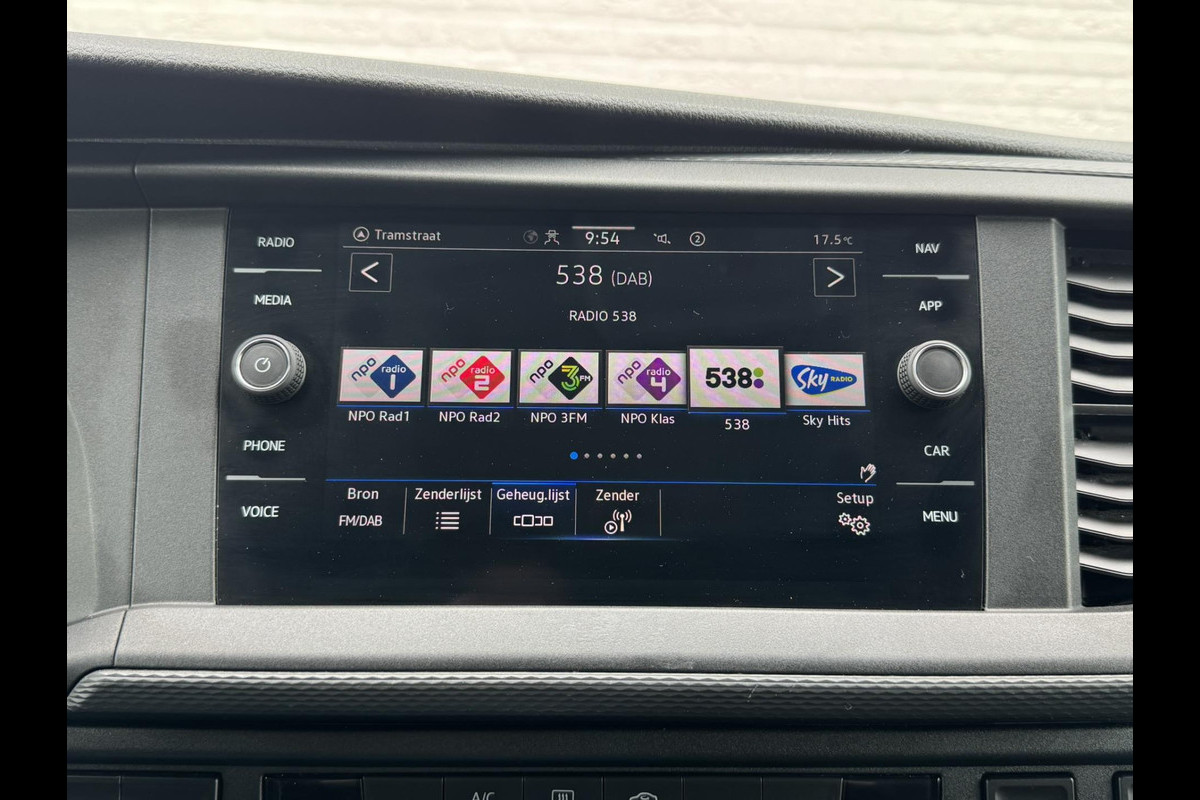 RADIO
MEDIA
PHONE
VOICE
Tramstraat
9:54
2
17.5°C
538 (DAB)
RADIO 538
npo radio 1
npo radio 2
npo 3FM
npo radio 4
538
Sky RADIO
NPO Rad1
NPO Rad2
NPO 3FM
NPO Klas
538
Sky Hits
Bron
FM/DAB
Zenderlijst
Geheug.lijst
Zender
Setup
NAV
APP
CAR
MENU
A/C